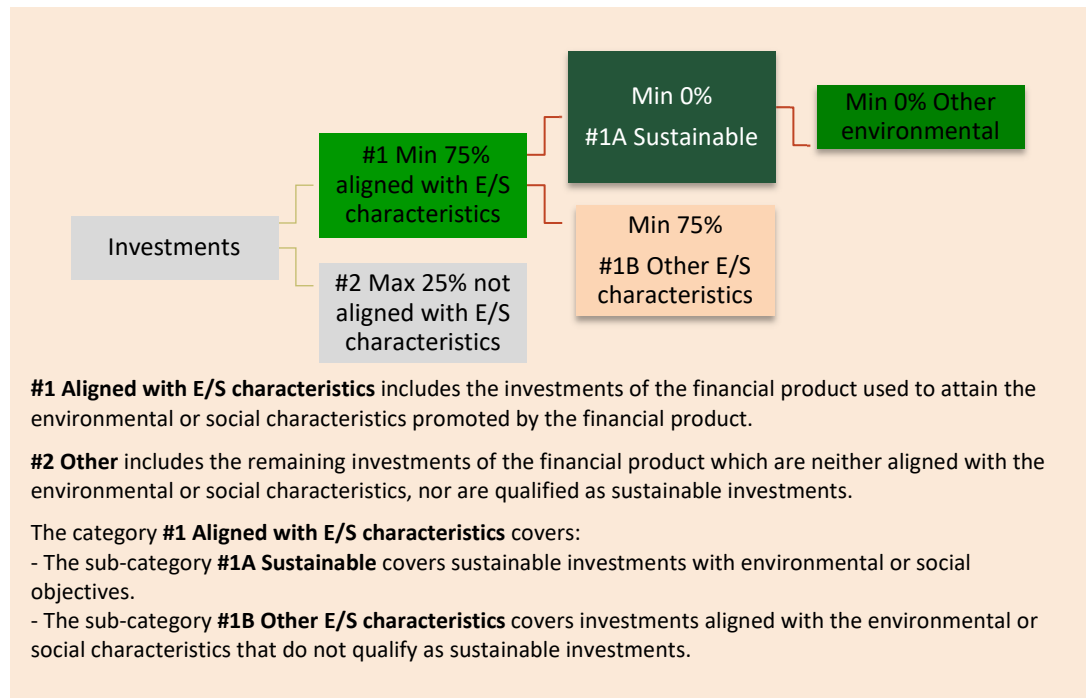 Investments
#1 Min 75%
aligned with E/S
characteristics
#2 Max 25% not
aligned with E/S
characteristics
Min 0%
#1A Sustainable
Min 75%
#1B Other E/S
characteristics
Min 0% Other
environmental
#1 Aligned with E/S characteristics includes the investments of the financial product used to attain the
environmental or social characteristics promoted by the financial product.
#2 Other includes the remaining investments of the financial product which are neither aligned with the
environmental or social characteristics, nor are qualified as sustainable investments.
The category #1 Aligned with E/S characteristics covers:
- The sub-category #1A Sustainable covers sustainable investments with environmental or social
objectives.
- The sub-category #1B Other E/S characteristics covers investments aligned with the environmental or
social characteristics that do not qualify as sustainable investments.